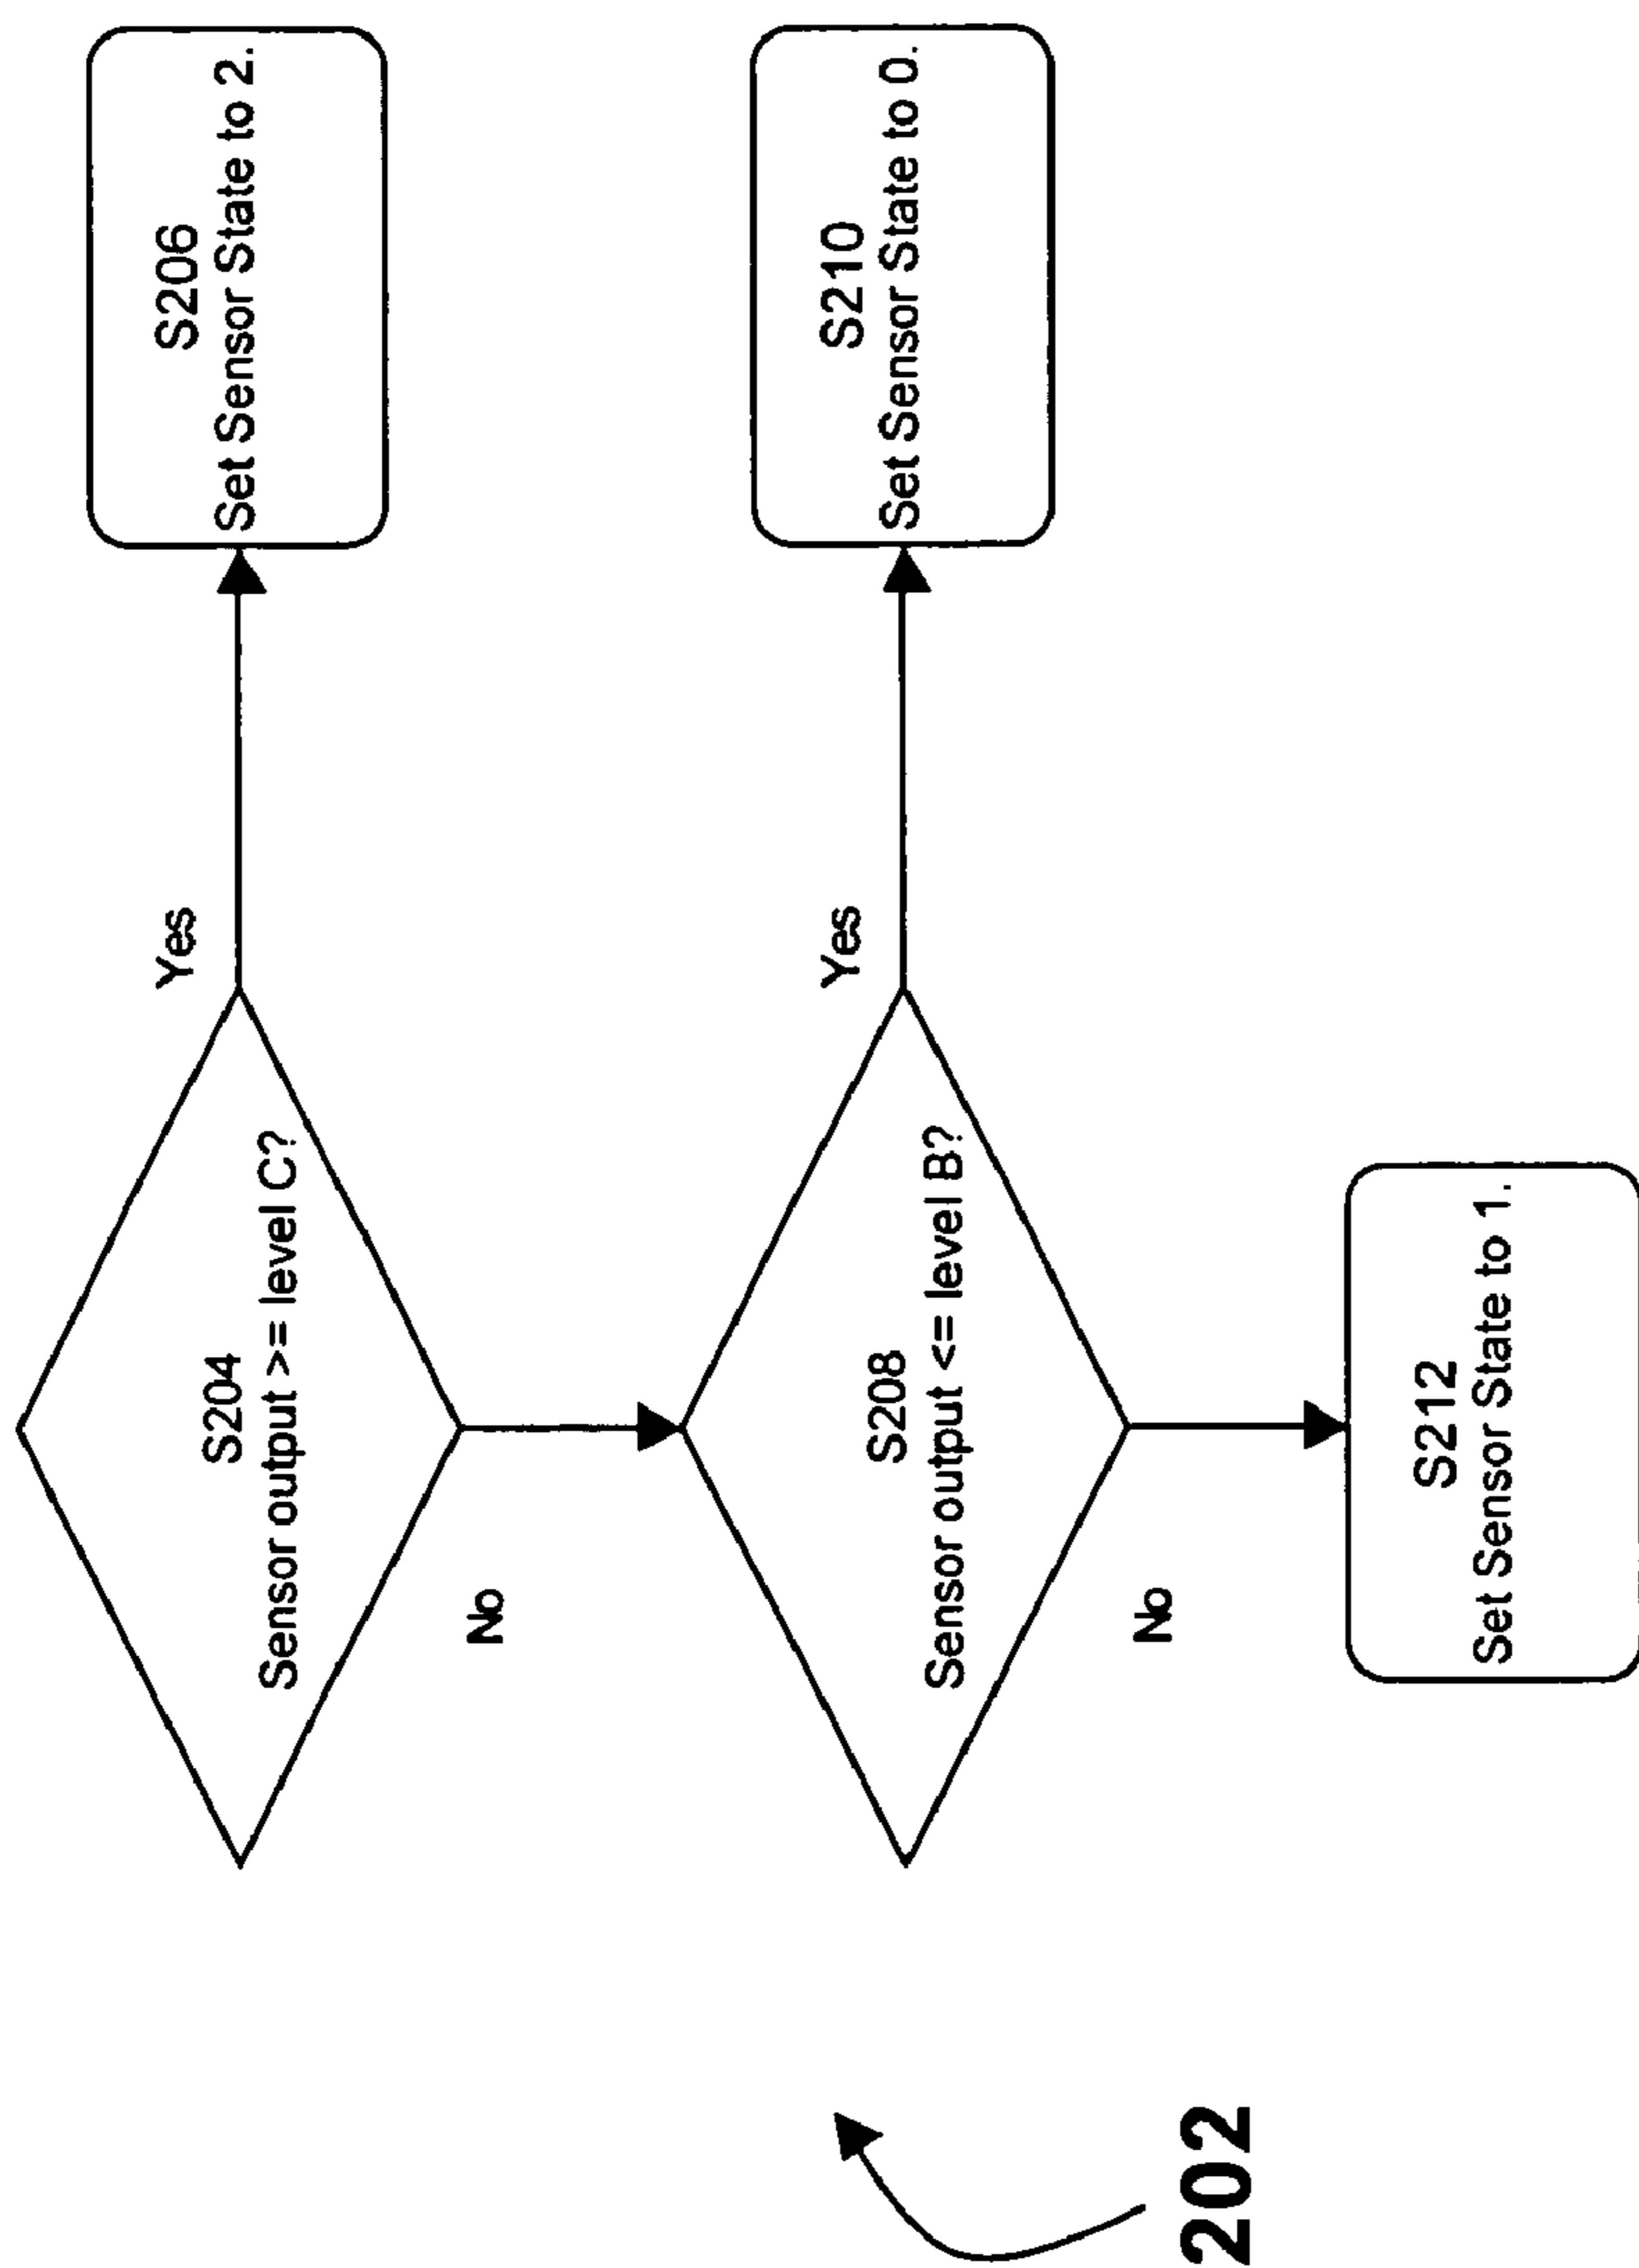 S204
Sensor output >= level C?
Yes
S206
Set Sensor State to 2.
No
S208
Sensor output <= level B?
Yes
S210
Set Sensor State to 0.
No
S212
Set Sensor State to 1.
202